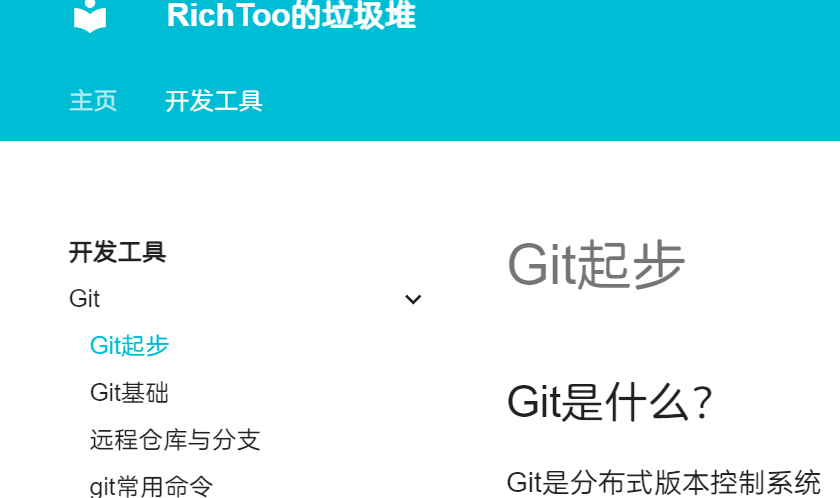 RichToo的垃圾堆
主页 开发工具
开发工具
Git
Git起步
Git基础
远程仓库与分支
git常用命令
Git起步
Git是什么？
Git是分布式版本控制系统